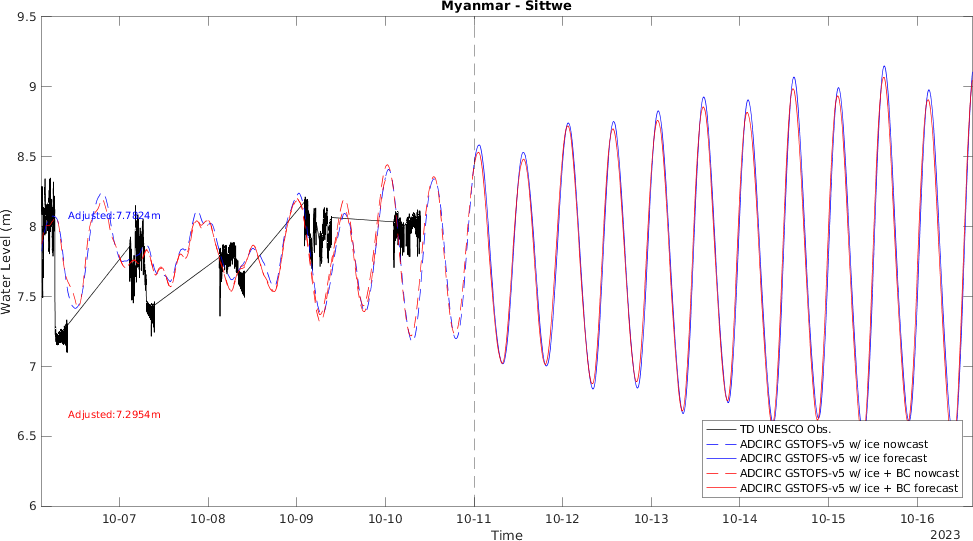 Myanmar - Sittwe
Water Level (m)
9.5
9
8.5
8
7.5
7
6.5
6
Adjusted:7.7824m
Adjusted:7.2954m
TD UNESCO Obs.
ADCIRC GSTOFS-v5 w/ ice nowcast
ADCIRC GSTOFS-v5 w/ ice forecast
ADCIRC GSTOFS-v5 w/ ice + BC nowcast
ADCIRC GSTOFS-v5 w/ ice + BC forecast
10-07 10-08 10-09 10-10 10-11 10-12 10-13 10-14 10-15 10-16
Time
2023